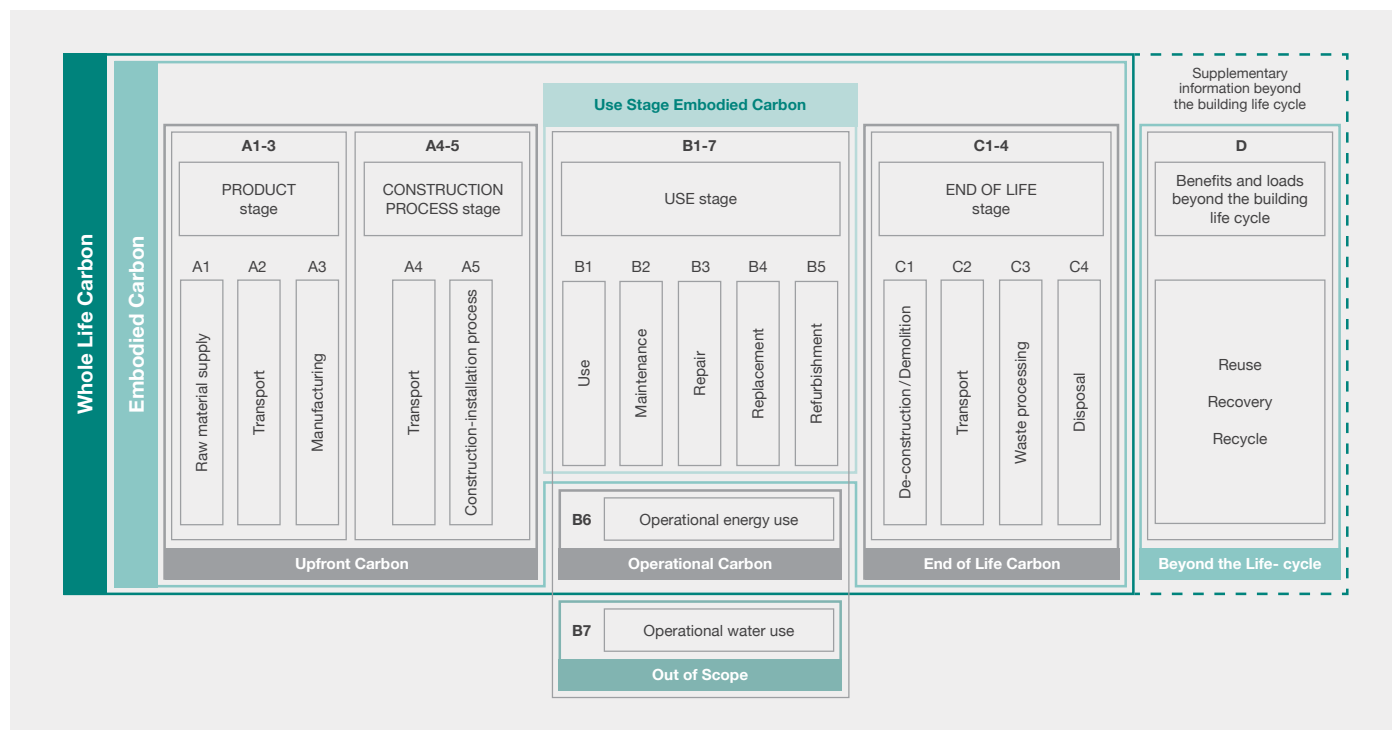 Whole Life Carbon
Embodied Carbon
Use Stage Embodied Carbon
Supplementary
information beyond
the building life cycle
A1-3
PRODUCT
stage
A1
A2
A3
Raw material supply
Transport
Manufacturing
A4-5
CONSTRUCTION
PROCESS stage
A4
A5
Transport
Construction-installation process
Upfront Carbon
B1-7
USE stage
B1
B2
B3
B4
B5
Use
Maintenance
Repair
Replacement
Refurbishment
B6
Operational energy use
Operational Carbon
B7
Operational water use
Out of Scope
C1-4
END OF LIFE
stage
C1
C2
C3
C4
De-construction / Demolition
Transport
Waste processing
Disposal
End of Life Carbon
D
Benefits and loads
beyond the building
life cycle
Reuse
Recovery
Recycle
Beyond the Life- cycle